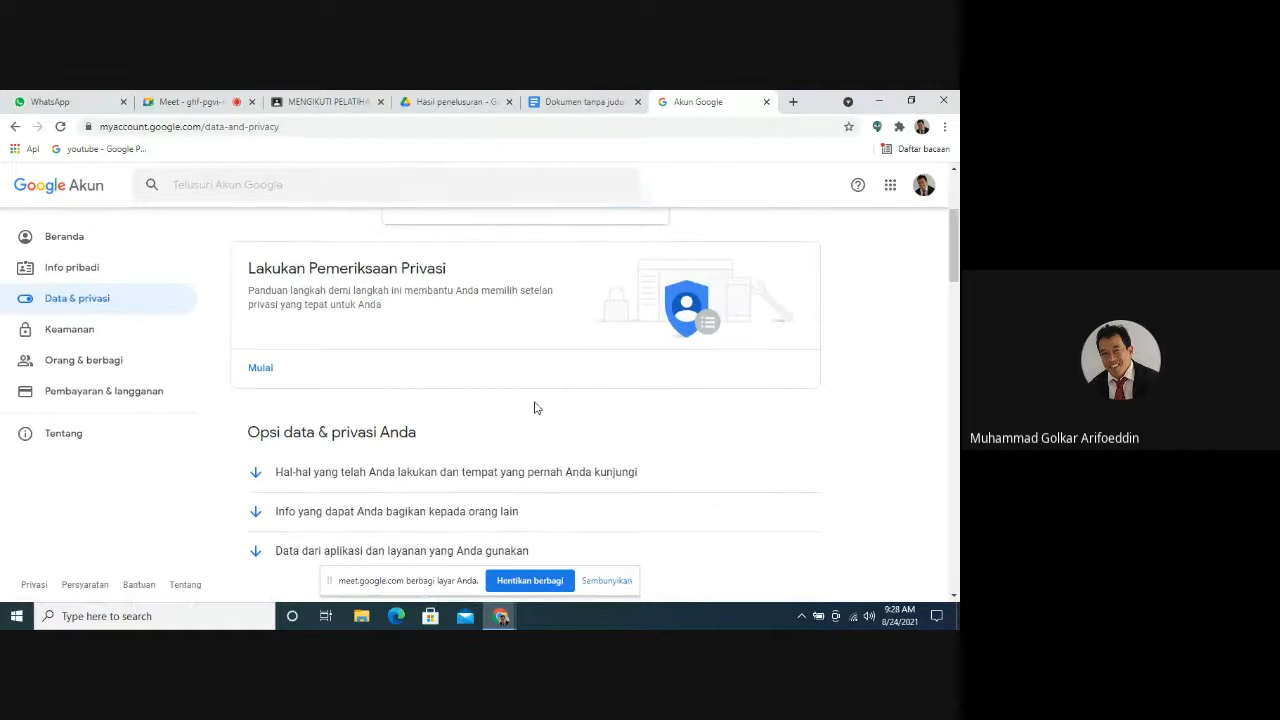 WhatsApp
Meet - ghf-pgvi-
MENGIKUTI PELATIHA
Hasil penelusuran - G
Dokumen tanpa judu
Akun Google
myaccount.google.com/data-and-privacy
Apl
youtube - Google P...
Daftar bacaan
Google Akun
Telusuri Akun Google
Beranda
Info pribadi
Data & privasi
Keamanan
Orang & berbagi
Pembayaran & langganan
Tentang
Lakukan Pemeriksaan Privasi
Panduan langkah demi langkah ini membantu Anda memilih setelan
privasi yang tepat untuk Anda
Mulai
Opsi data & privasi Anda
Hal-hal yang telah Anda lakukan dan tempat yang pernah Anda kunjungi
Info yang dapat Anda bagikan kepada orang lain
Data dari aplikasi dan layanan yang Anda gunakan
Privasi Persyaratan Bantuan Tentang
meet.google.com berbagi layar Anda.
Hentikan berbagi
Sembunyikan
Type here to search
9:28 AM
8/24/2021
Muhammad Golkar Arifoeddin